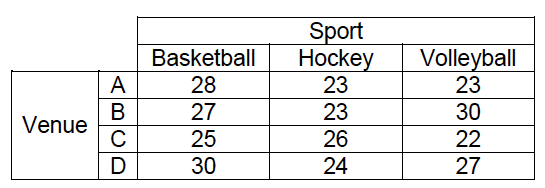 Sport
Basketball Hockey Volleyball
Venue
A 28 23 23
B 27 23 30
C 25 26 22
D 30 24 27